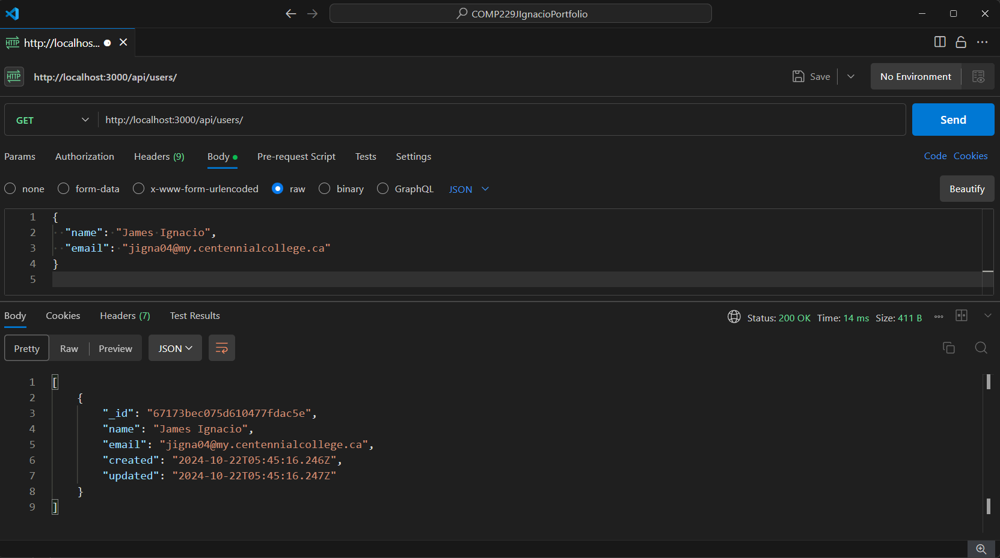 COMP229JIgnacioPortfolio
HTTP http://localhos...
HTTP http://localhost:3000/api/users/ Save No Environment
GET http://localhost:3000/api/users/ Send
Params Authorization Headers (9) Body Pre-request Script Tests Settings Code Cookies
none form-data x-www-form-urlencoded raw binary GraphQL JSON Beautify
1 {
2 "name": "James Ignacio",
3 "email": "jigna04@my.centennialcollege.ca"
4 }
5
Body Cookies Headers (7) Test Results Status: 200 OK Time: 14 ms Size: 411 B
Pretty Raw Preview JSON
1 [
2 {
3 "_id": "67173bec075d610477fdac5e",
4 "name": "James Ignacio",
5 "email": "jigna04@my.centennialcollege.ca",
6 "created": "2024-10-22T05:45:16.246Z",
7 "updated": "2024-10-22T05:45:16.247Z"
8 }
9 ]